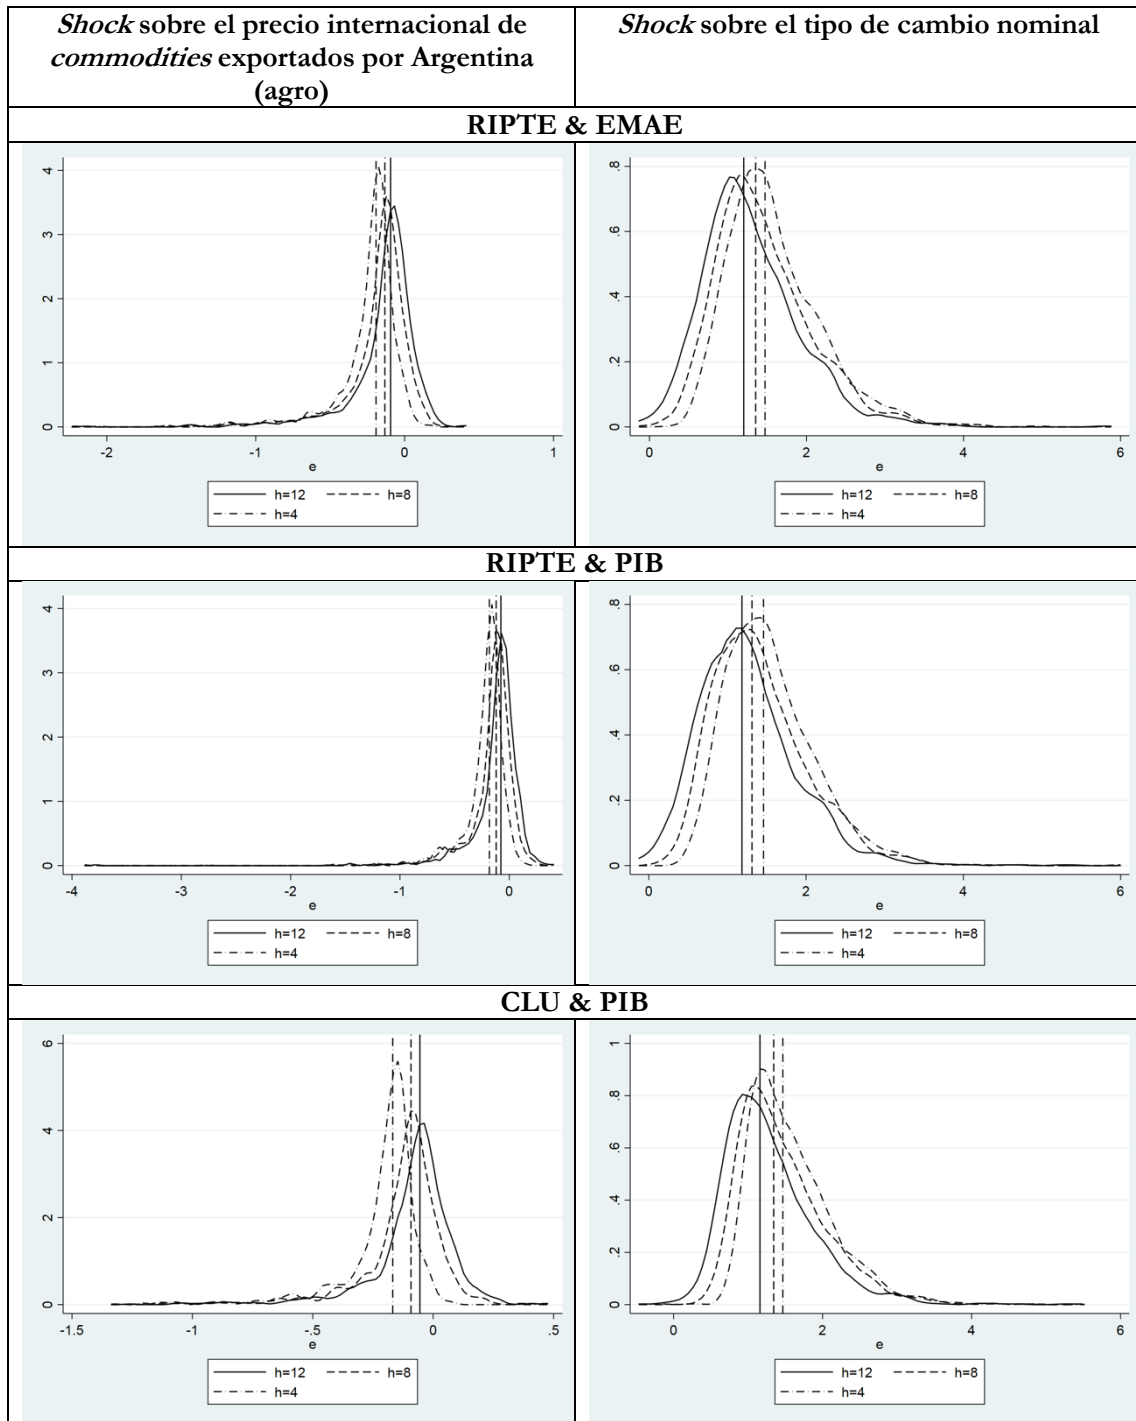 Shock sobre el precio internacional de
commodities exportados por Argentina
(agro)
Shock sobre el tipo de cambio nominal
RIPTE & EMAE
4
3
2
1
0
-2 -1 0 1
e
h=12 h=8
h=4
.8
.6
.4
.2
0
0 2 4 6
e
h=12 h=8
h=4
RIPTE & PIB
4
3
2
1
0
-4 -3 -2 -1 0
e
h=12 h=8
h=4
.8
.6
.4
.2
0
0 2 4 6
e
h=12 h=8
h=4
CLU & PIB
6
4
2
0
-1.5 -1 -.5 0 .5
e
h=12 h=8
h=4
1
.8
.6
.4
.2
0
0 2 4 6
e
h=12 h=8
h=4